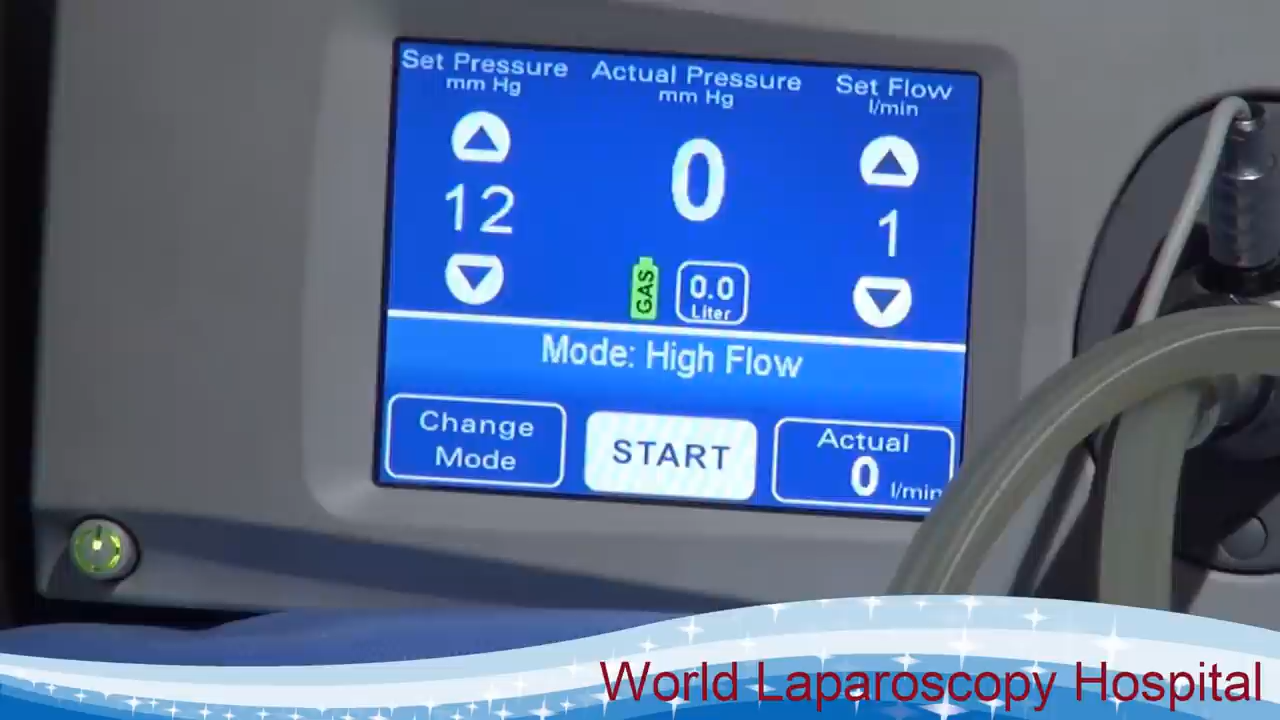 Set Pressure
mm Hg
12
Actual Pressure
mm Hg
0
GAS
0.0
Liter
Set Flow
l/min
1
Mode: High Flow
Change
Mode
START
Actual
0 l/min
World Laparoscopy Hospital